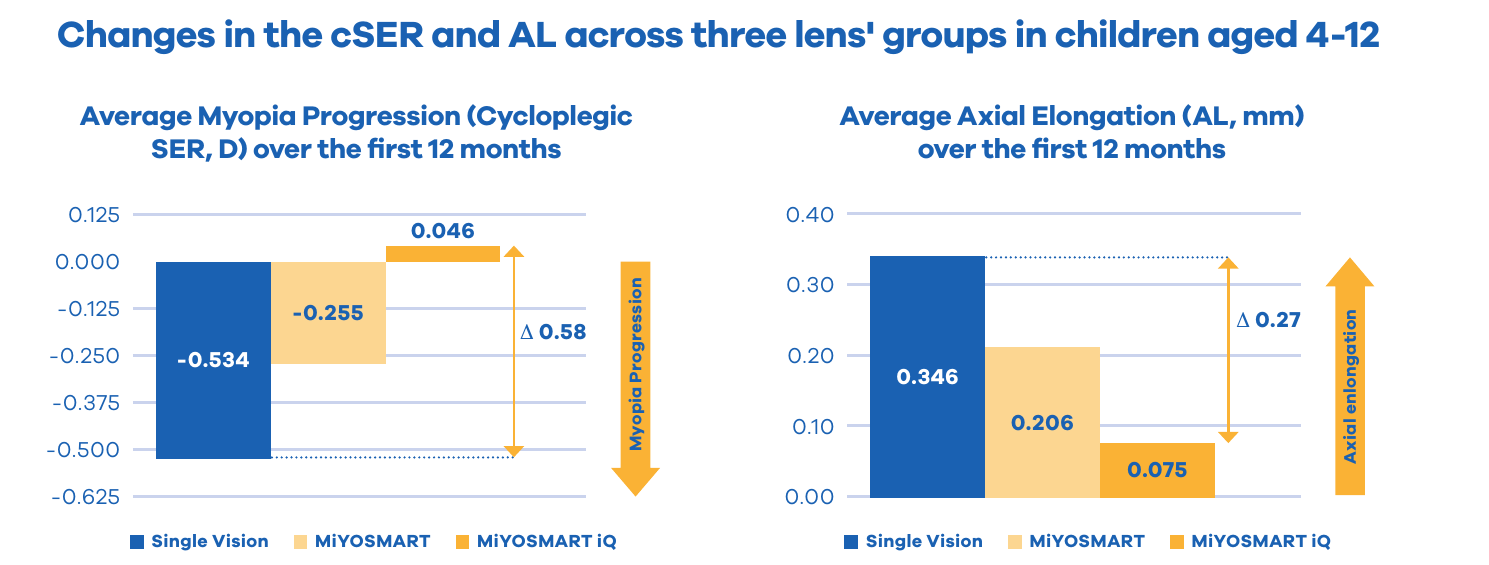 Changes in the cSER and AL across three lens' groups in children aged 4-12
Average Myopia Progression (Cycloplegic
SER, D) over the first 12 months
0.125
0.000
-0.125
-0.250
-0.375
-0.500
-0.625
-0.534
-0.255
0.046
Δ 0.58
Myopia Progression
Single Vision MiYOSMART MiYOSMART iQ
Average Axial Elongation (AL, mm)
over the first 12 months
0.40
0.30
0.20
0.10
0.00
0.346
0.206
0.075
Δ 0.27
Axial enlongation
Single Vision MiYOSMART MiYOSMART iQ